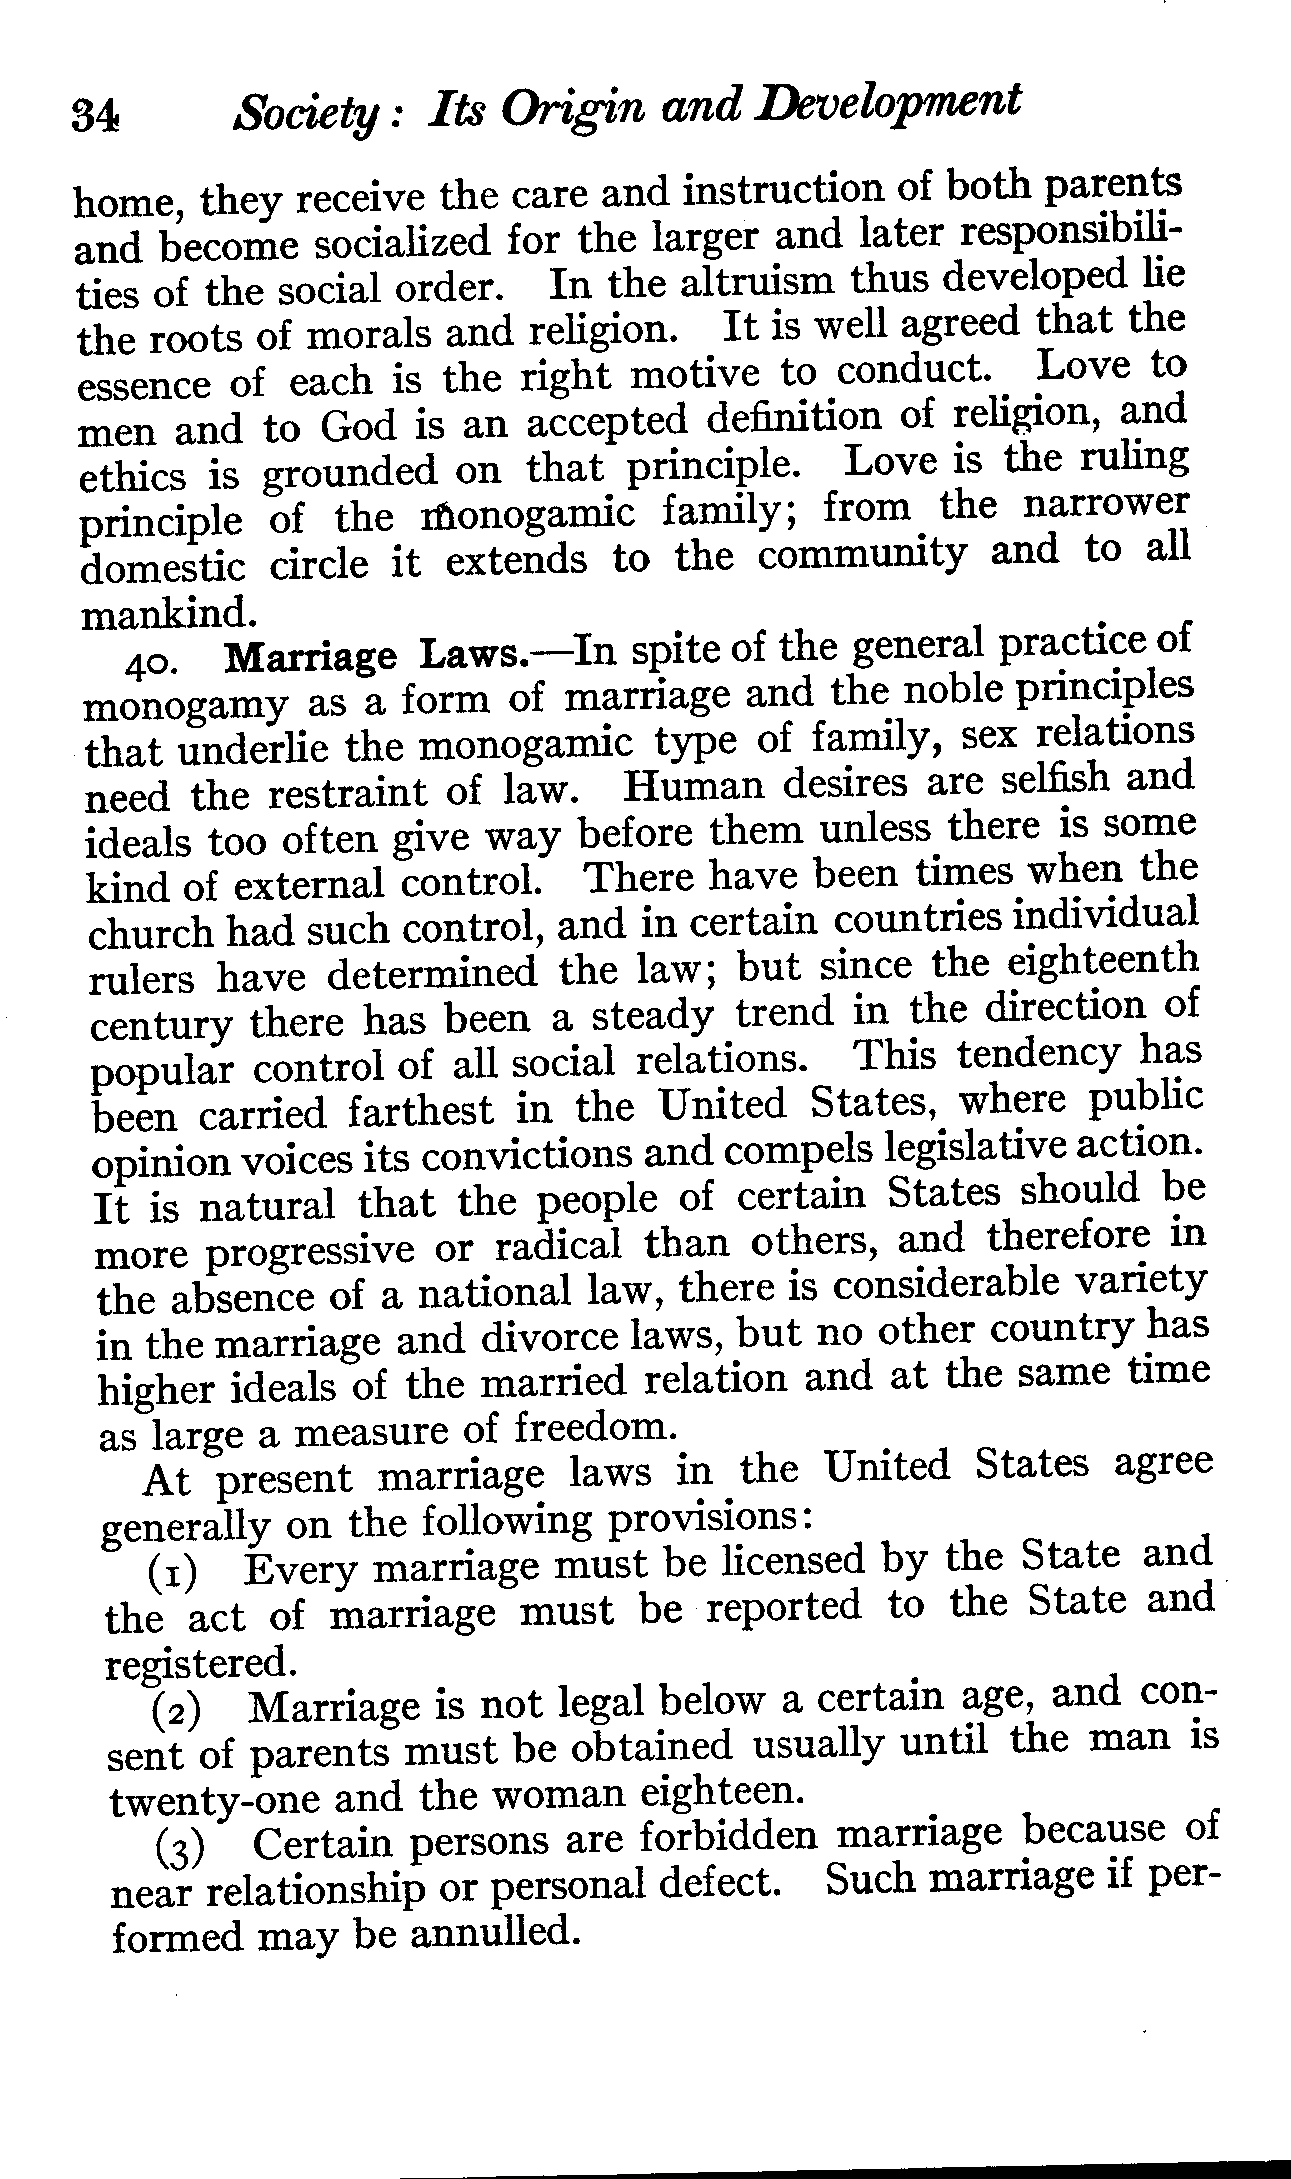 34 Society: Its Origin and Development
home, they receive the care and instruction of both parents
and become socialized for the larger and later responsibili-
ties of the social order. In the altruism thus developed lie
the roots of morals and religion. It is well agreed that the
essence of each is the right motive to conduct. Love to
men and to God is an accepted definition of religion, and
ethics is grounded on that principle. Love is the ruling
principle of the monogamic family; from the narrower
domestic circle it extends to the community and to all
mankind.
40. Marriage Laws.—In spite of the general practice of
monogamy as a form of marriage and the noble principles
that underlie the monogamic type of family, sex relations
need the restraint of law. Human desires are selfish and
ideals too often give way before them unless there is some
kind of external control. There have been times when the
church had such control, and in certain countries individual
rulers have determined the law; but since the eighteenth
century there has been a steady trend in the direction of
popular control of all social relations. This tendency has
been carried farthest in the United States, where public
opinion voices its convictions and compels legislative action.
It is natural that the people of certain States should be
more progressive or radical than others, and therefore in
the absence of a national law, there is considerable variety
in the marriage and divorce laws, but no other country has
higher ideals of the married relation and at the same time
as large a measure of freedom.
At present marriage laws in the United States agree
generally on the following provisions:
(1) Every marriage must be licensed by the State and
the act of marriage must be reported to the State and
registered.
(2) Marriage is not legal below a certain age, and con-
sent of parents must be obtained usually until the man is
twenty-one and the woman eighteen.
(3) Certain persons are forbidden marriage because of
near relationship or personal defect. Such marriage if per-
formed may be annulled.